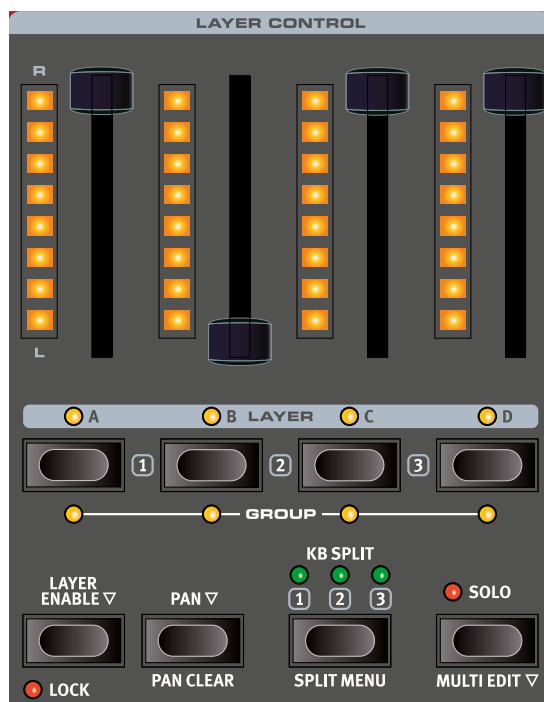 LAYER CONTROL
R
L
A B LAYER C D
1 2 3
GROUP
KB SPLIT
LAYER ENABLE ▽
PAN ▽
1 2 3
SOLO
LOCK
PAN CLEAR
SPLIT MENU
MULTI EDIT ▽